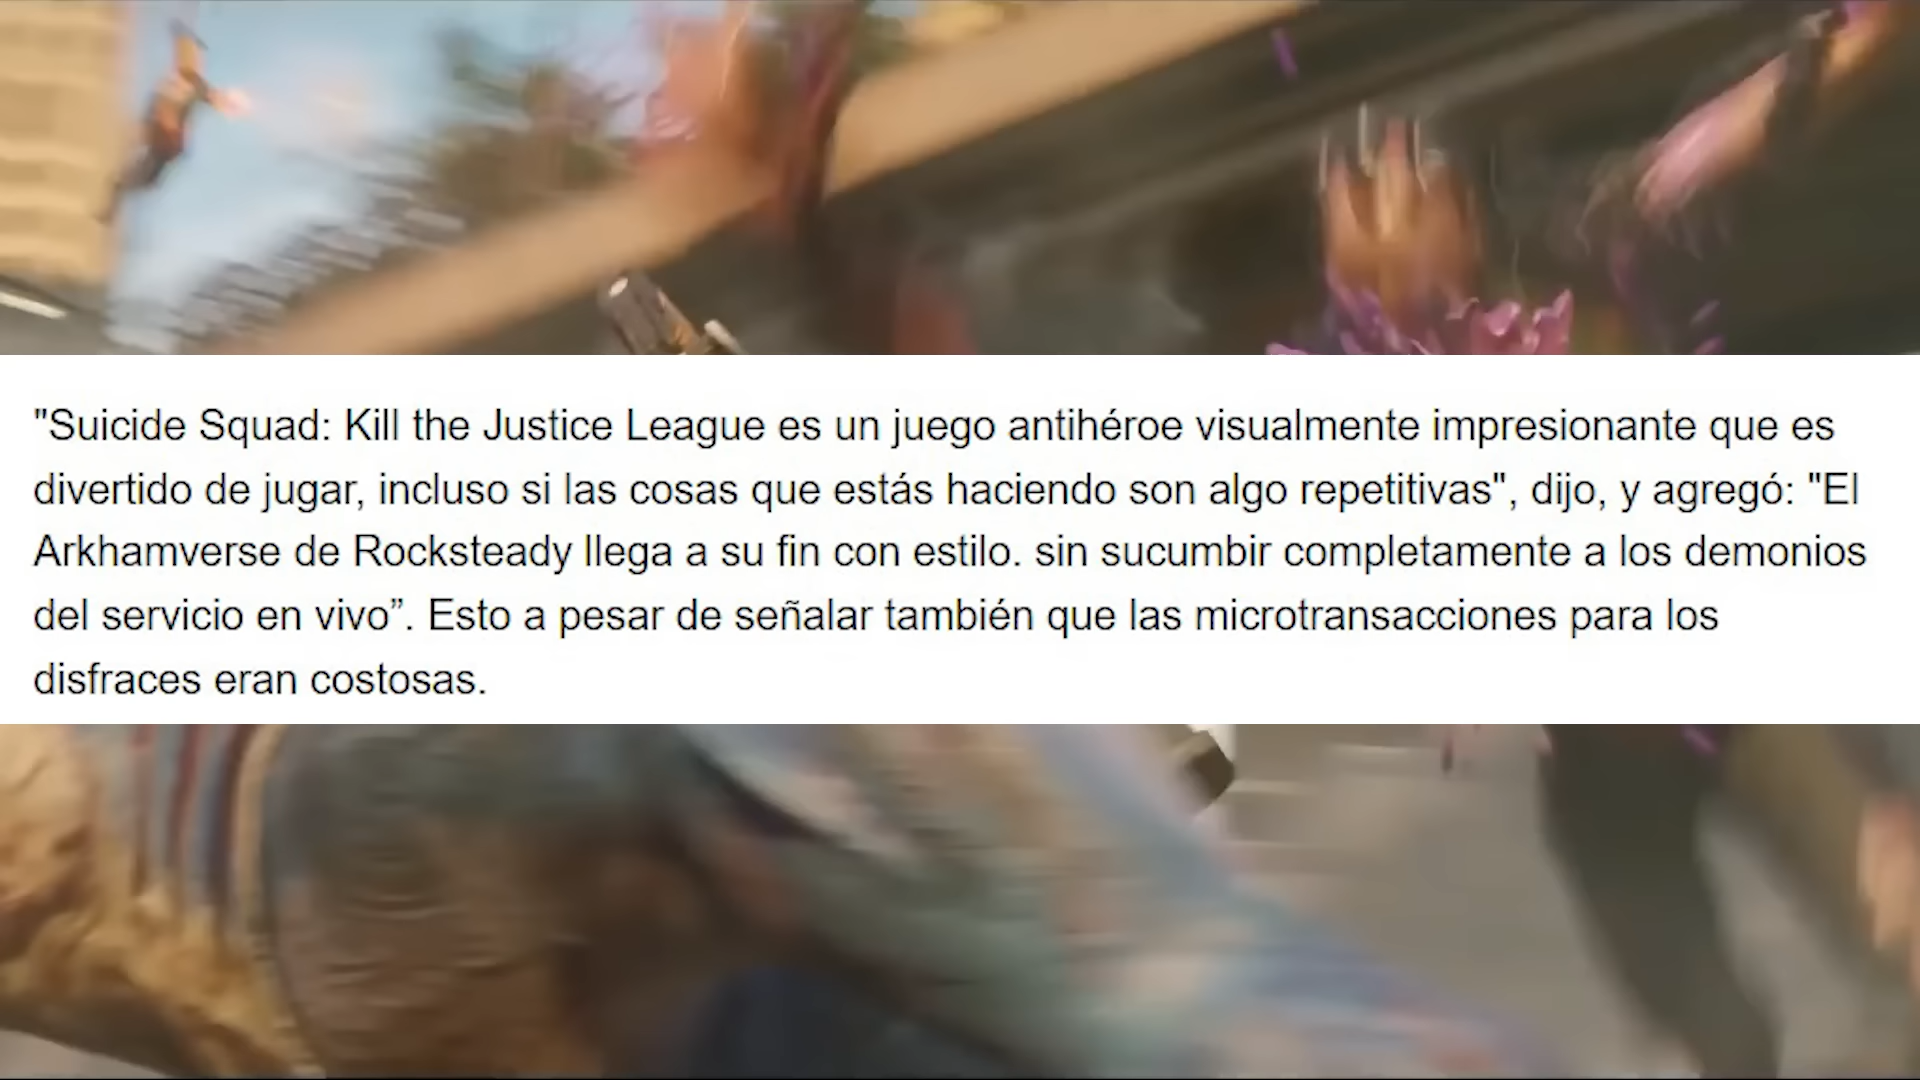 "Suicide Squad: Kill the Justice League es un juego antihéroe visualmente impresionante que es
divertido de jugar, incluso si las cosas que estás haciendo son algo repetitivas", dijo, y agregó: "El
Arkhamverse de Rocksteady llega a su fin con estilo. sin sucumbir completamente a los demonios
del servicio en vivo”. Esto a pesar de señalar también que las microtransacciones para los
disfraces eran costosas.